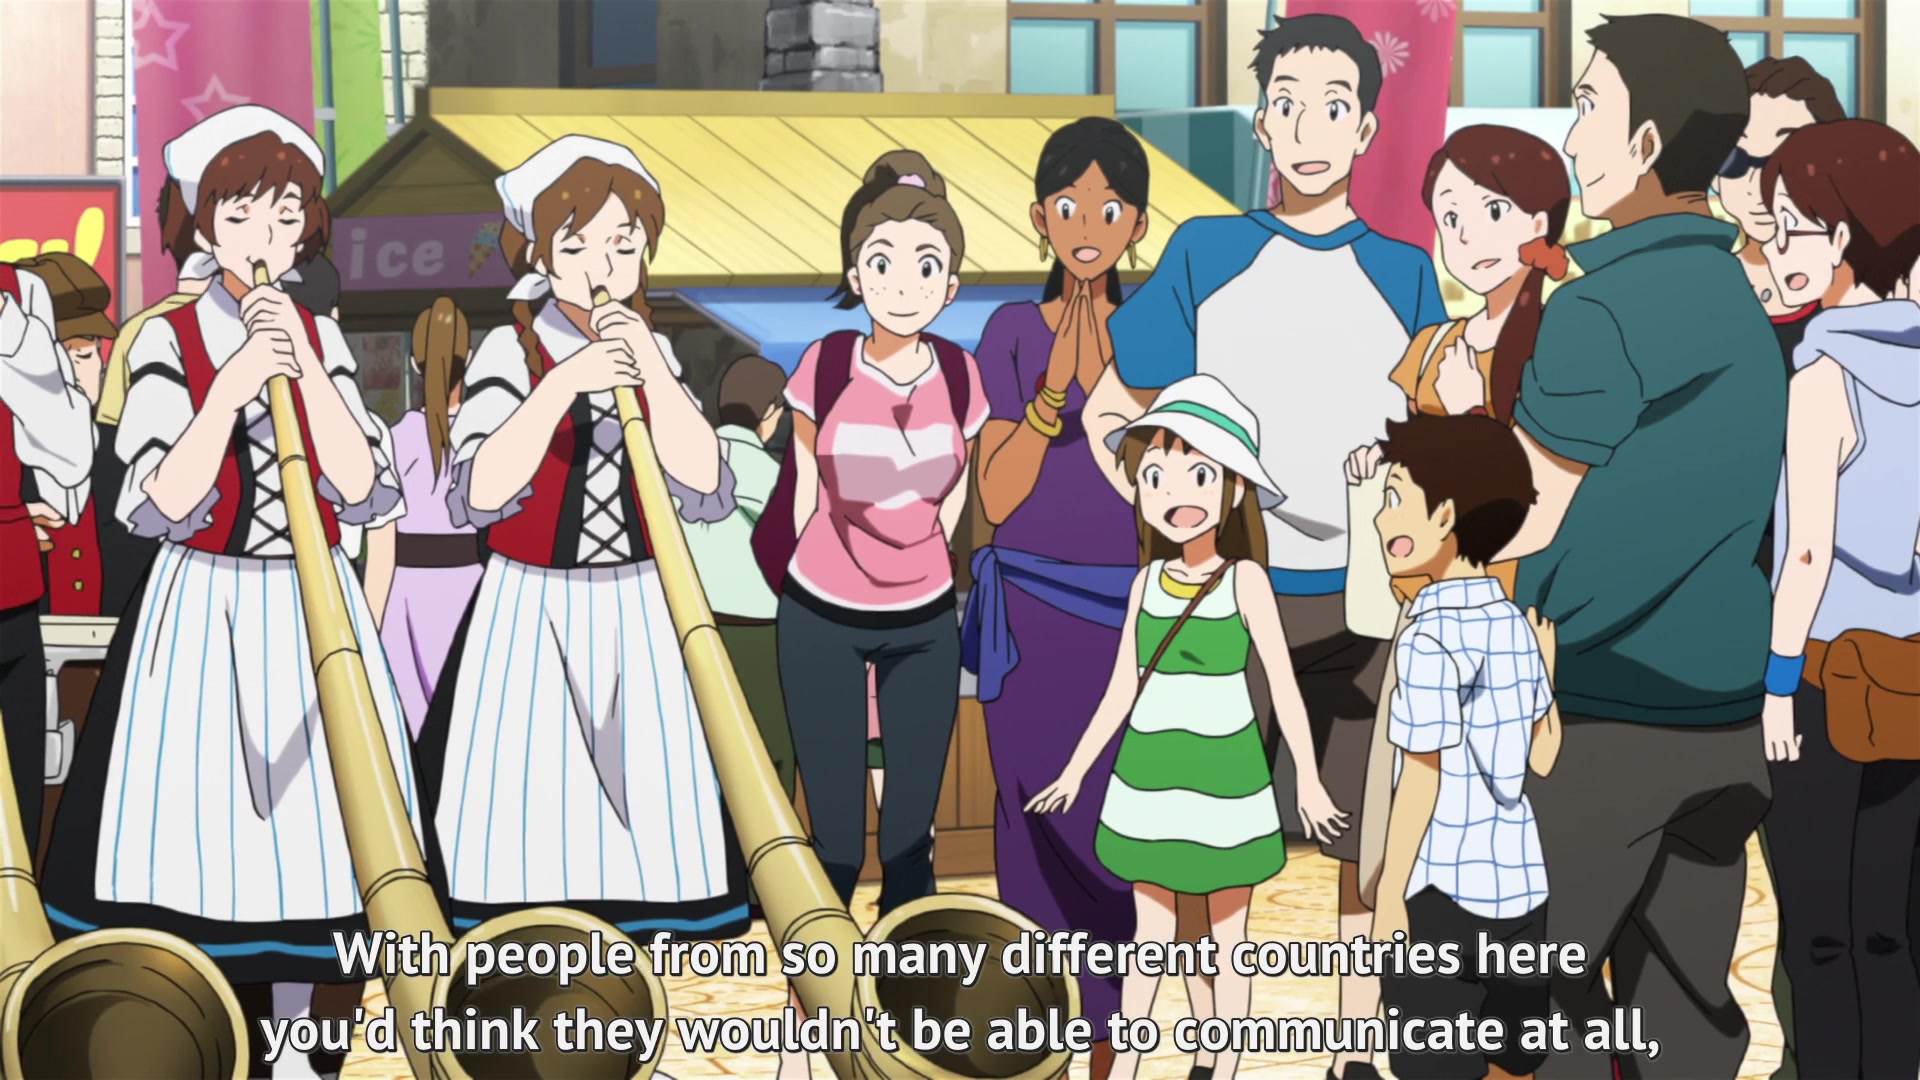 ice
With people from so many different countries here
you'd think they wouldn't be able to communicate at all,